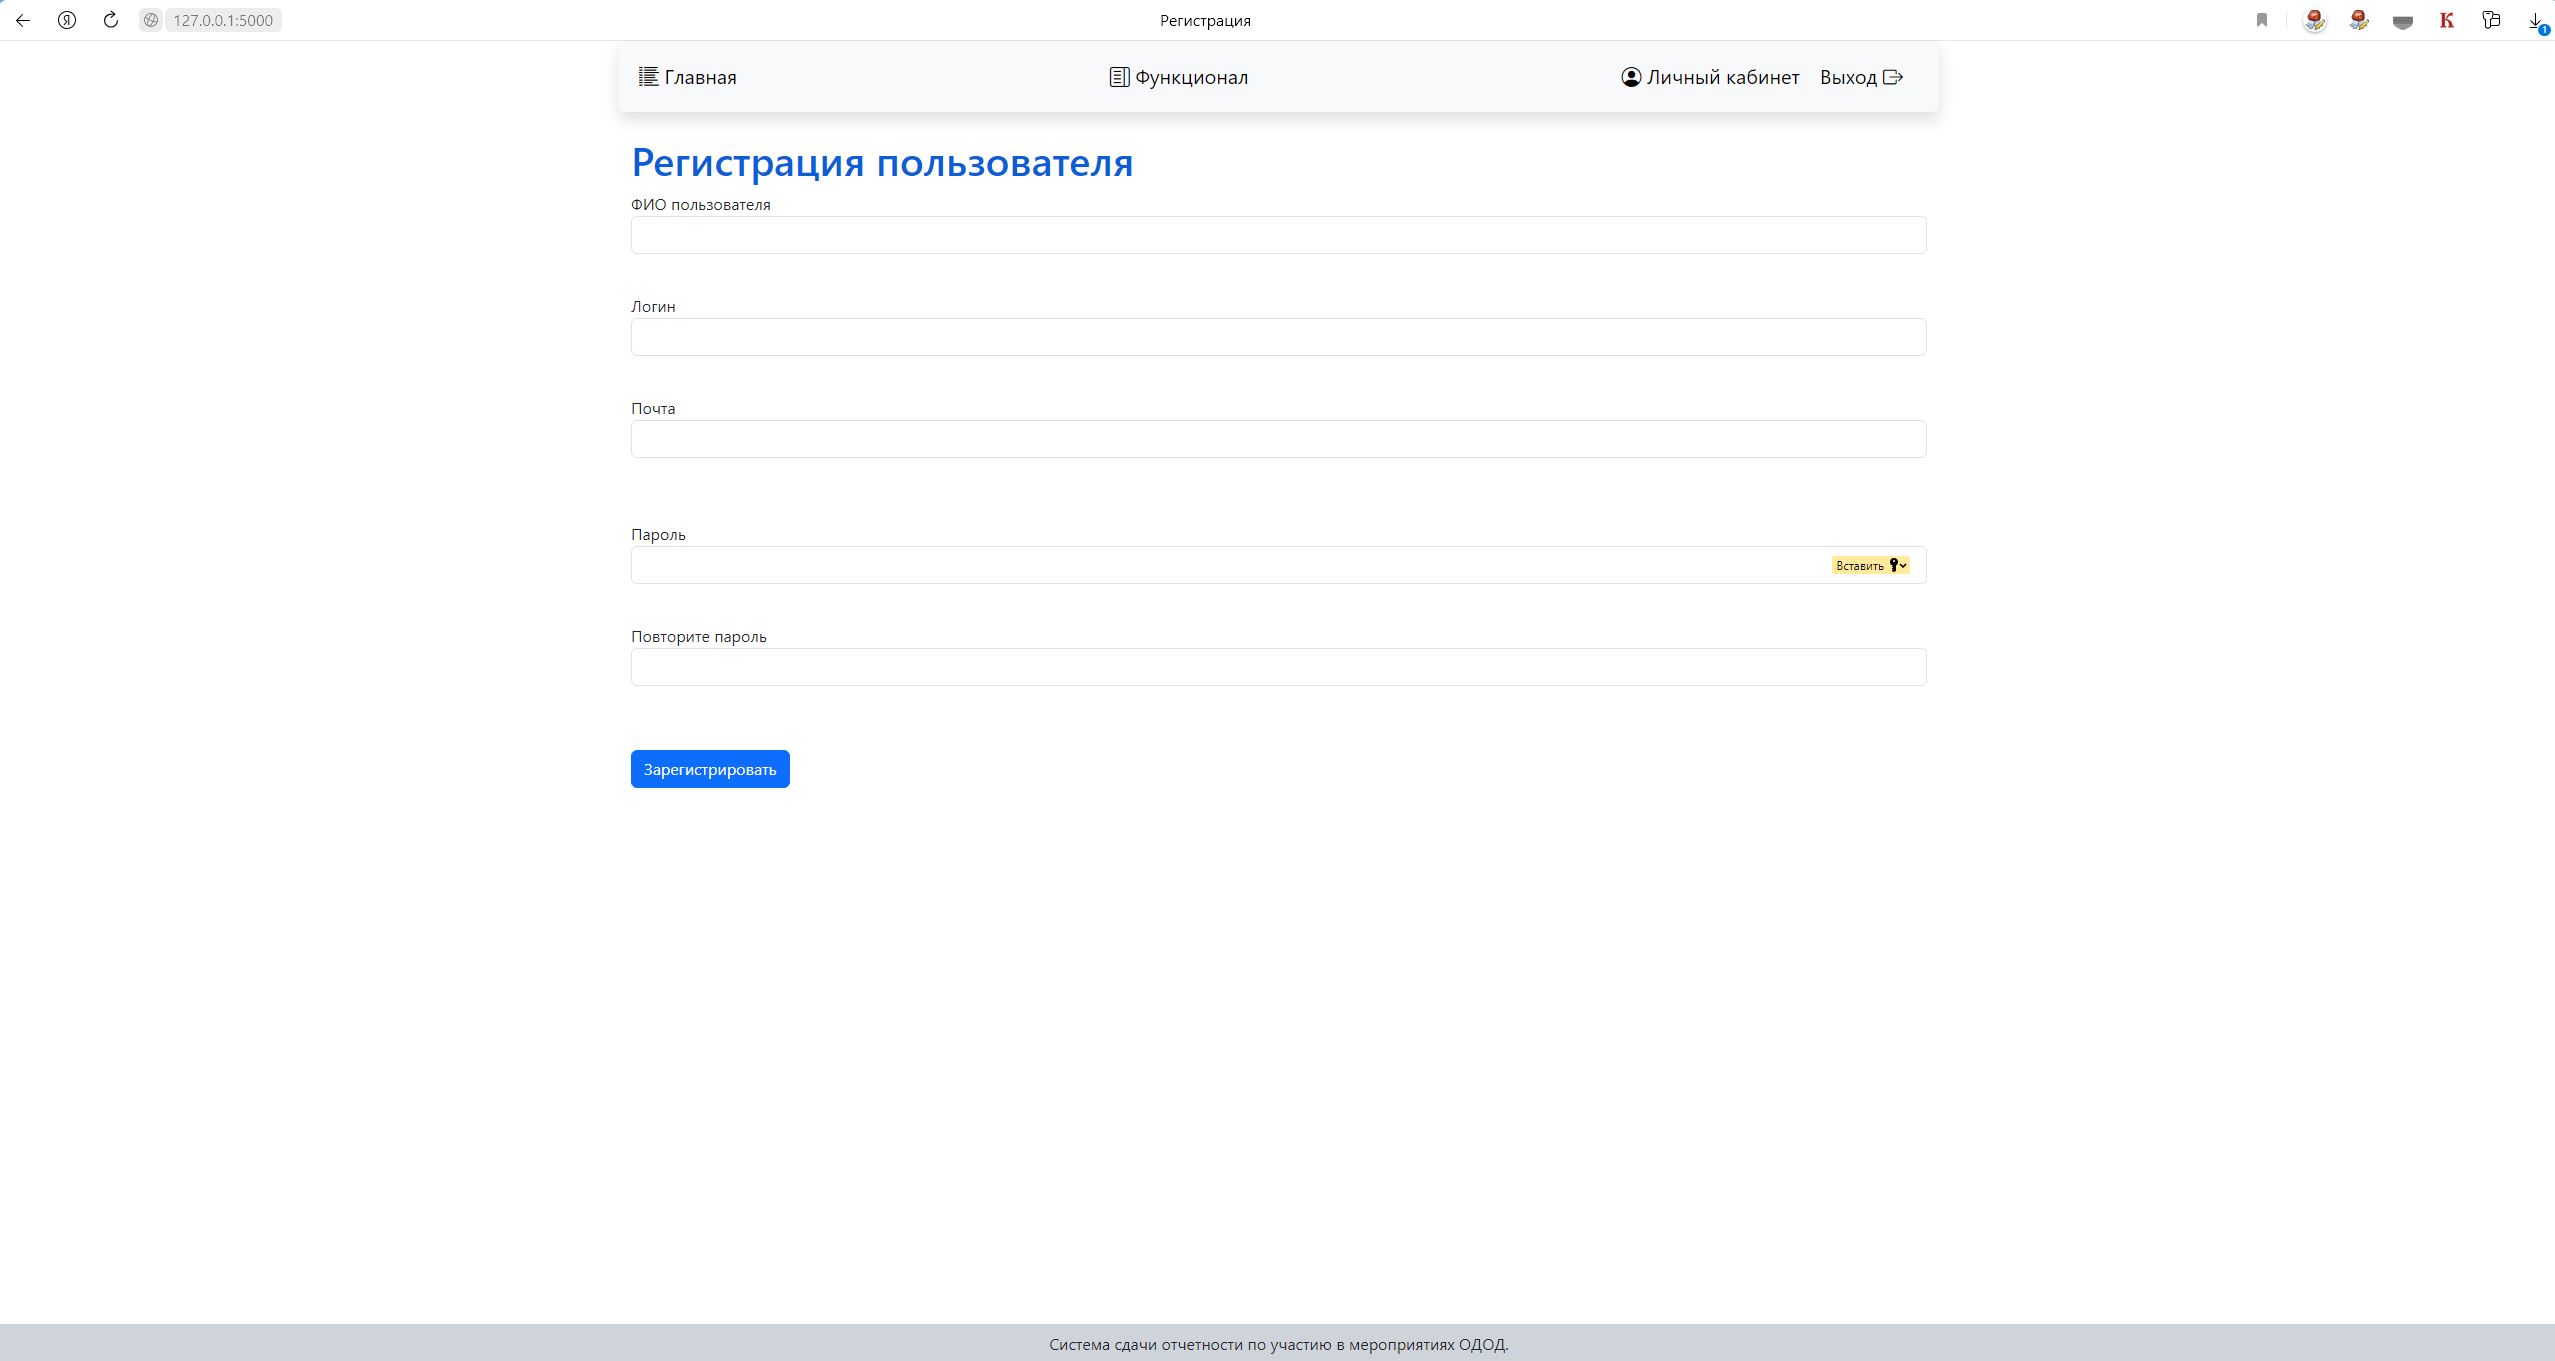 127.0.0.1:5000
Регистрация
1
Главная
Функционал
Личный кабинет
Выход
Регистрация пользователя
ФИО пользователя
Логин
Почта
Пароль
Вставить
Повторите пароль
Зарегистрировать
Система сдачи отчетности по участию в мероприятиях ОДОД.